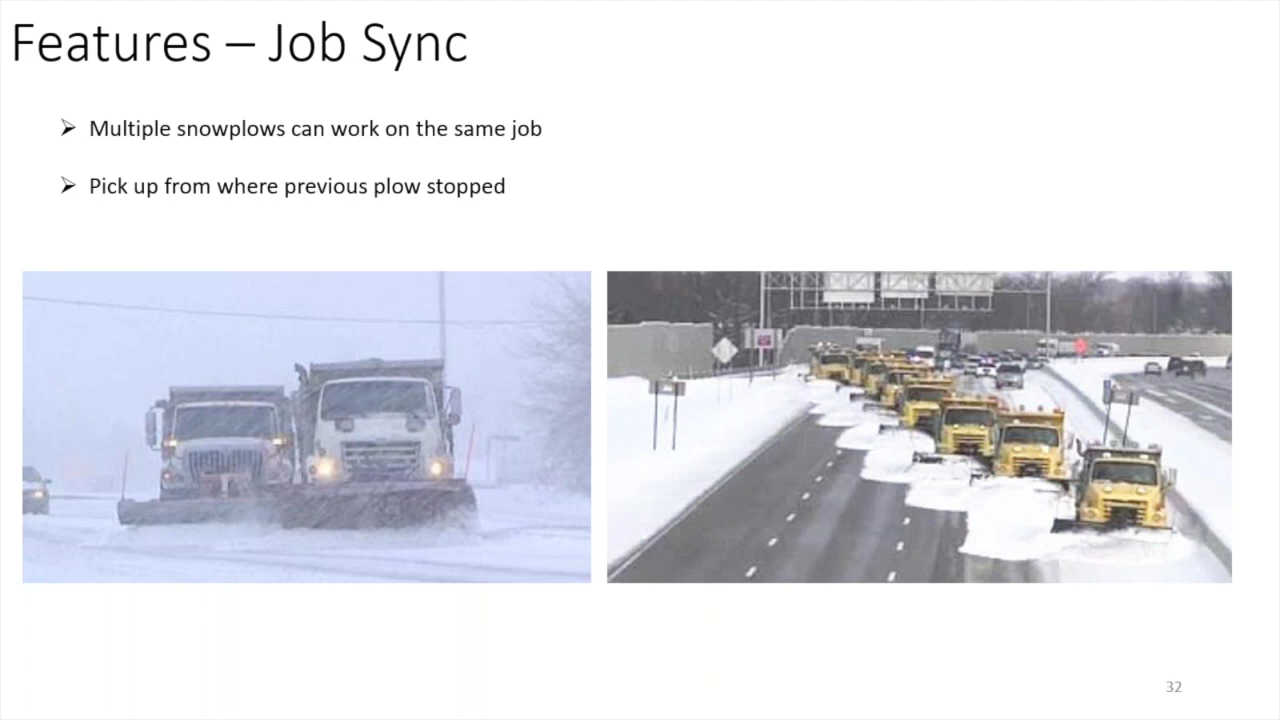 Features – Job Sync
⮚ Multiple snowplows can work on the same job
⮚ Pick up from where previous plow stopped
32